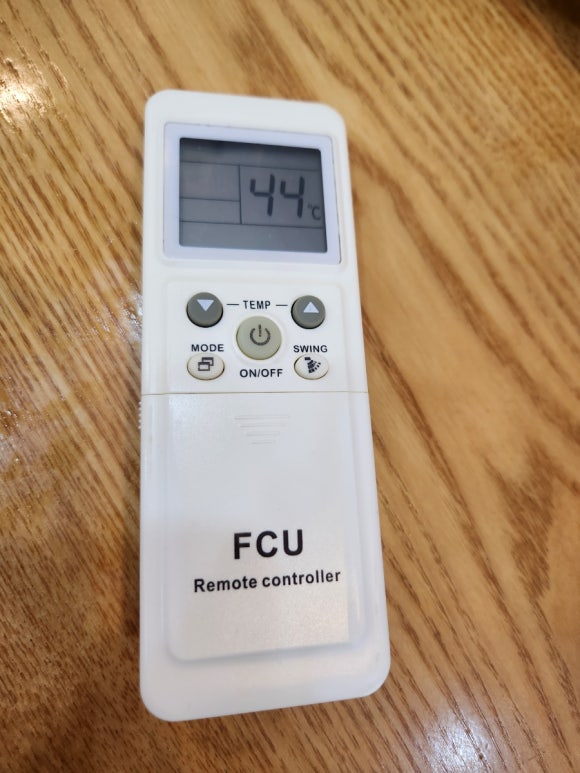 44 °C
TEMP
MODE
SWING
ON/OFF
FCU
Remote controller